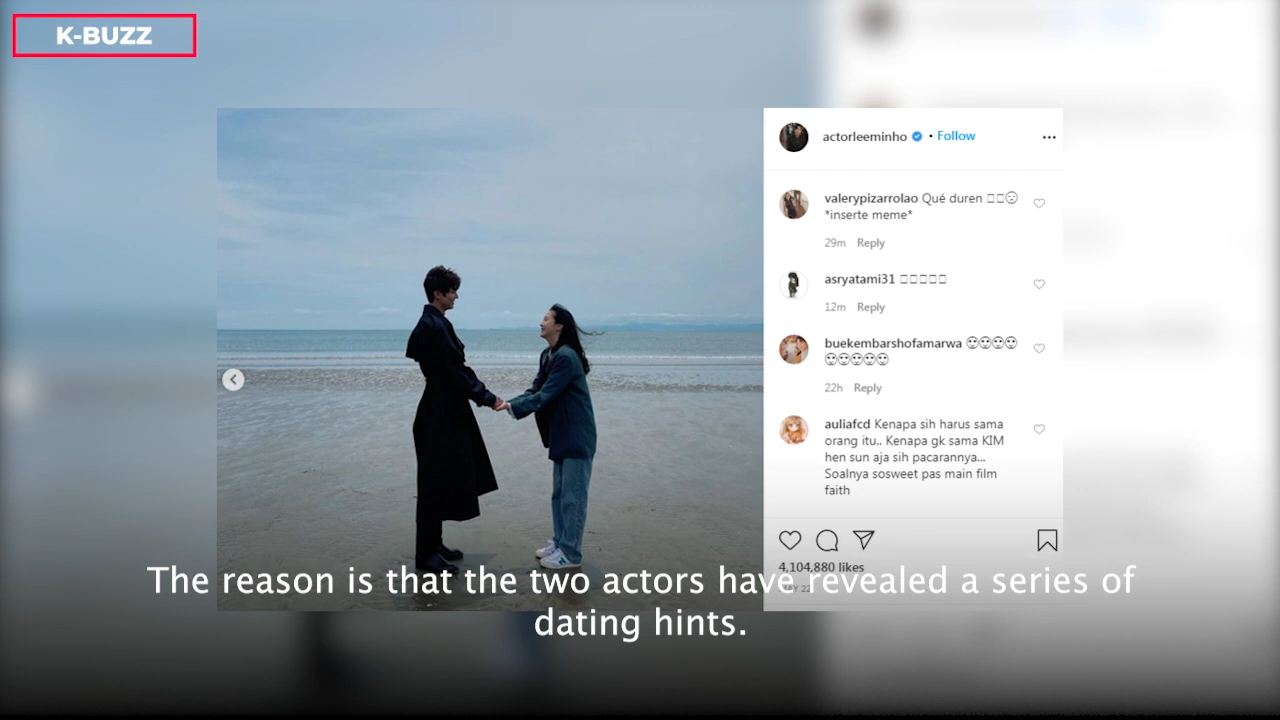 K-BUZZ
actorleeminho • Follow
valerypizarrolao Qué duren
*inserte meme*
29m Reply
asryatami31
12m Reply
buekembarshofamarwa
22h Reply
auliafcd Kenapa sih harus sama
orang itu.. Kenapa gk sama KIM
hen sun aja sih pacarannya...
Soalnya sosweet pas main film
faith
4,104,880 likes
MAY 22
The reason is that the two actors have revealed a series of
dating hints.